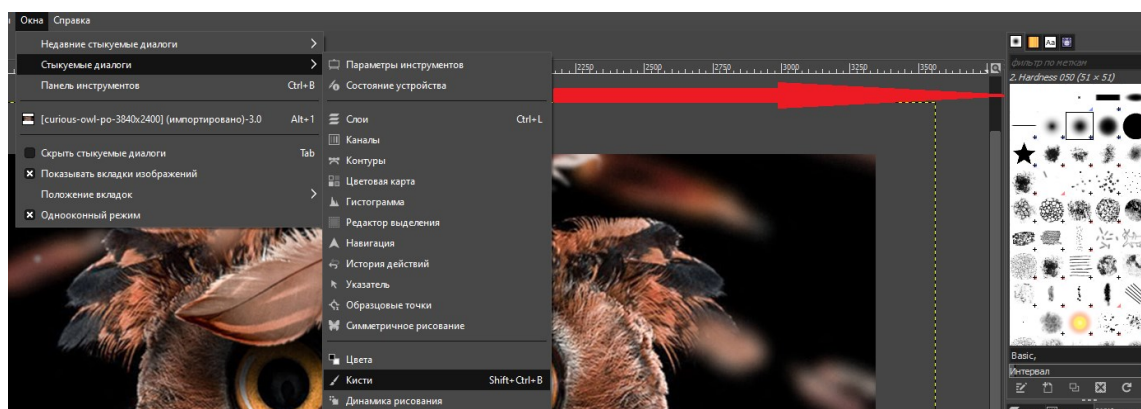 Окна Справка
Недавние стыкуемые диалоги
Стыкуемые диалоги
Панель инструментов Ctrl+B
[curious-owl-po-3840x2400] (импортировано)-3.0 Alt+1
Скрыть стыкуемые диалоги Tab
Показывать вкладки изображений
Положение вкладок
Однооконный режим
Параметры инструментов
Состояние устройства
Слои Ctrl+L
Каналы
Контуры
Цветовая карта
Гистограмма
Редактор выделения
Навигация
История действий
Указатель
Образцовые точки
Симметричное рисование
Цвета
Кисти Shift+Ctrl+B
Динамика рисования
2250 2500 2750 3000 3250 3500
Aa
фильтр по меткам
2. Hardness 050 (51 × 51)
Basic,
Интервал